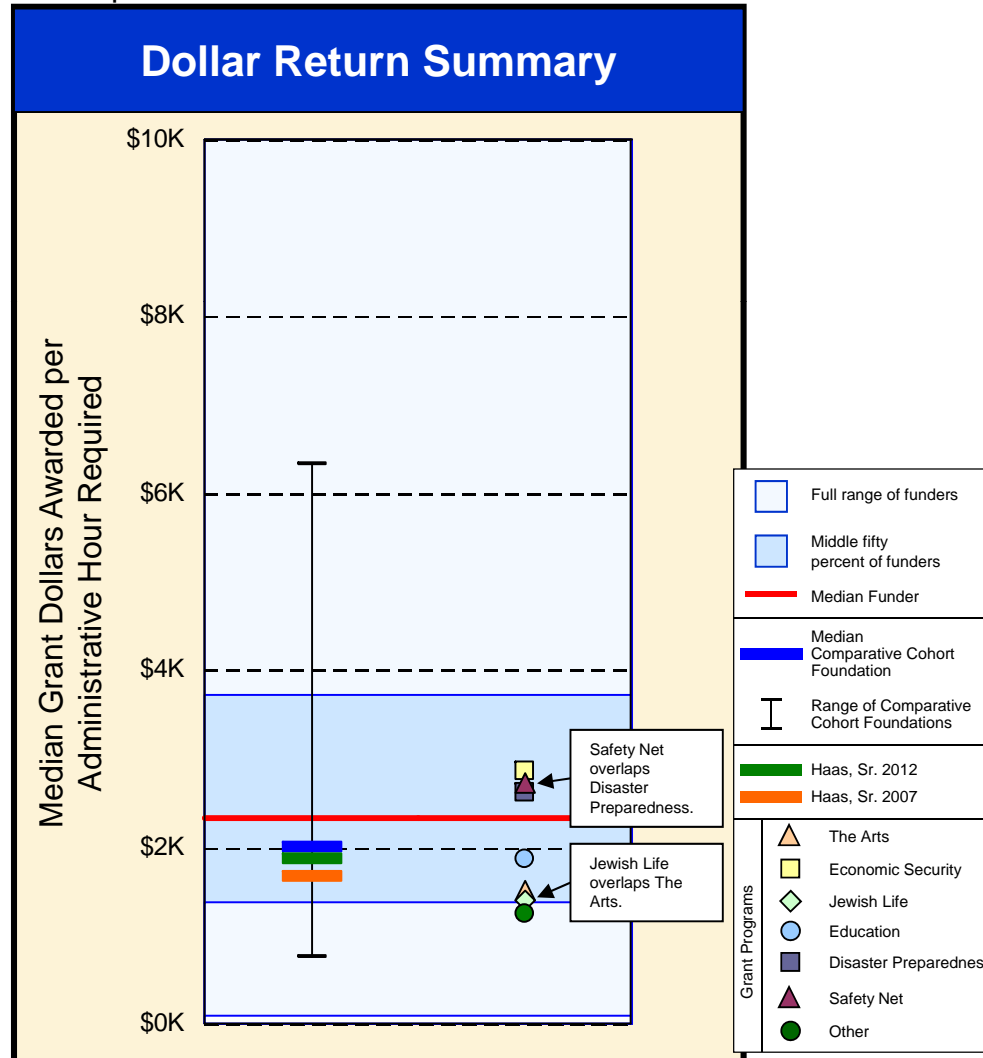 Dollar Return Summary
Median Grant Dollars Awarded per
Administrative Hour Required
$10K
$8K
$6K
$4K
$2K
$0K
Safety Net
overlaps
Disaster
Preparedness.
Jewish Life
overlaps The
Arts.
Full range of funders
Middle fifty
percent of funders
Median Funder
Median
Comparative Cohort
Foundation
Range of Comparative
Cohort Foundations
Haas, Sr. 2012
Haas, Sr. 2007
Grant Programs
The Arts
Economic Security
Jewish Life
Education
Disaster Preparednes
Safety Net
Other